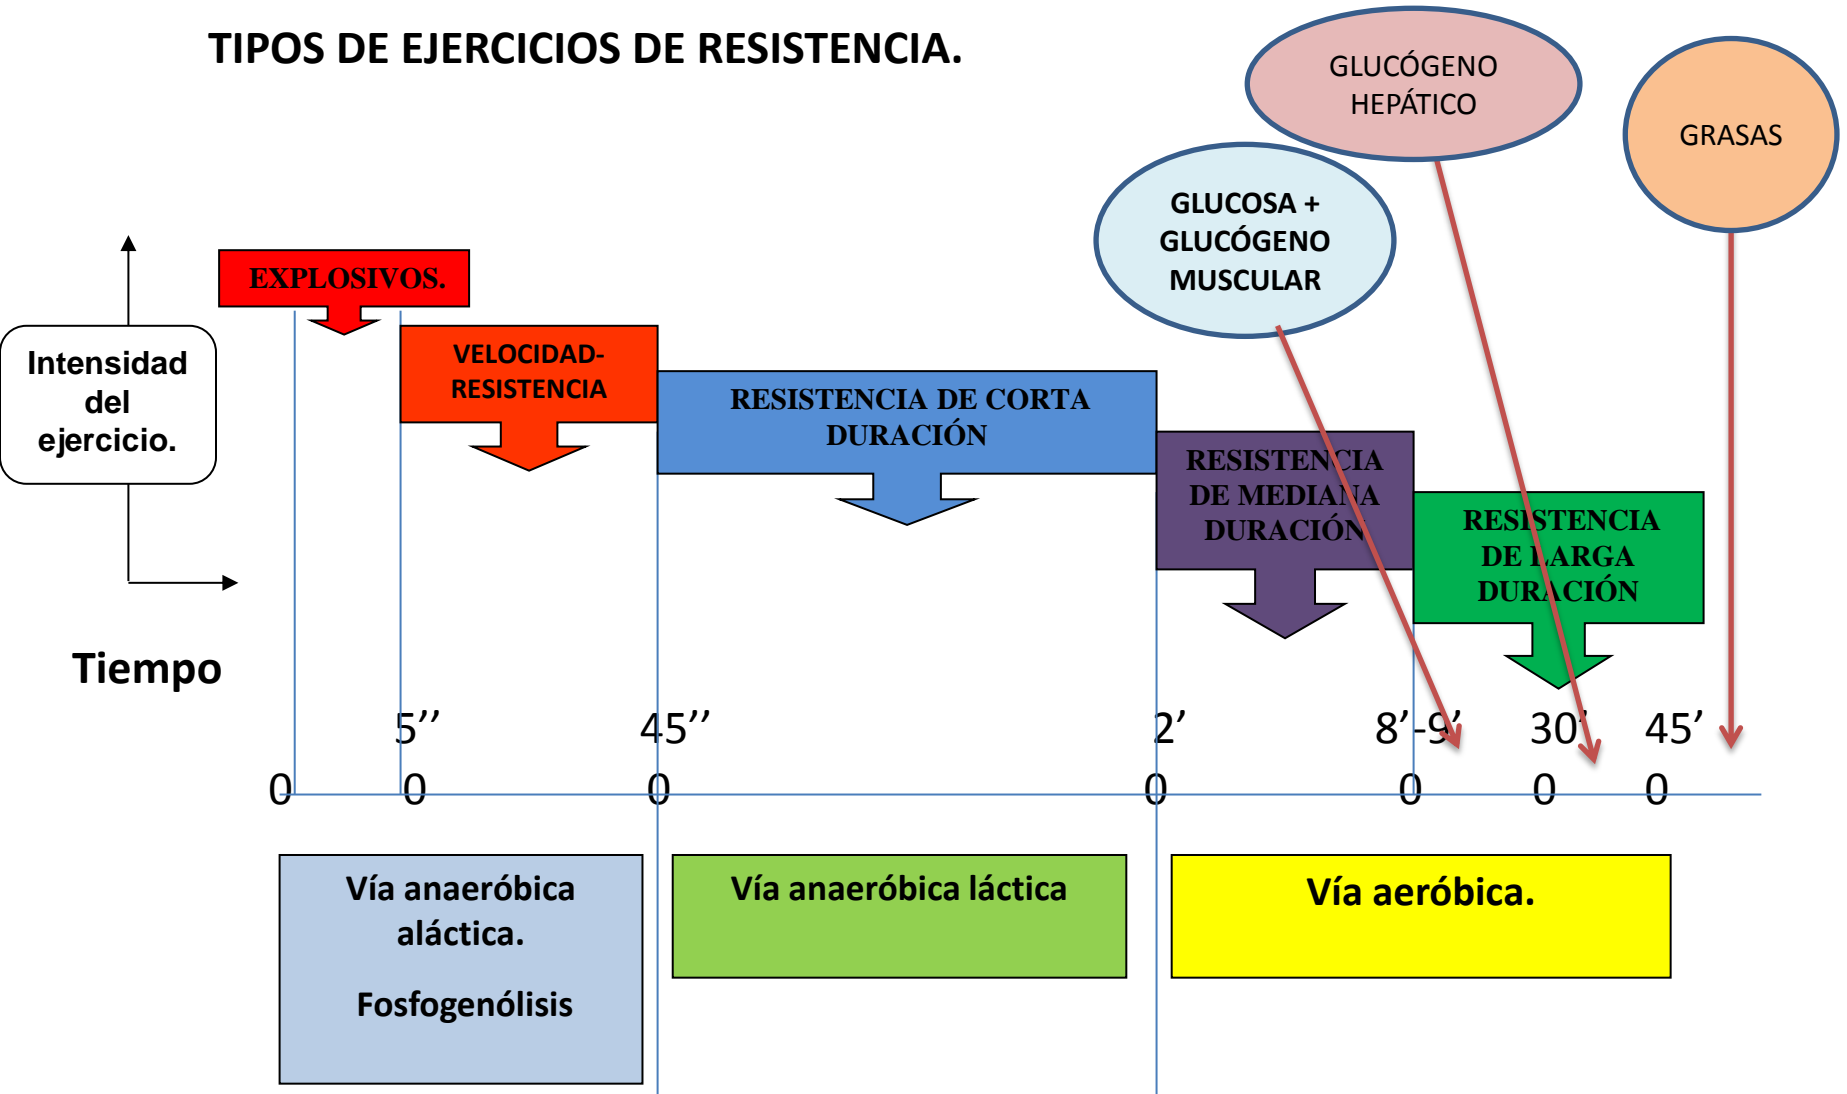 TIPOS DE EJERCICIOS DE RESISTENCIA.
GLUCÓGENO
HEPÁTICO
GRASAS
GLUCOSA +
GLUCÓGENO
MUSCULAR
EXPLOSIVOS.
Intensidad
del
ejercicio.
VELOCIDAD-
RESISTENCIA
RESISTENCIA DE CORTA
DURACIÓN
RESISTENCIA
DE MEDIANA
DURACIÓN
RESISTENCIA
DE LARGA
DURACIÓN
Tiempo
5’’ 45’’ 2’ 8’-9’ 30’ 45’
0 0 0 0 0 0 0
Vía anaeróbica
aláctica.
Fosfogenólisis
Vía anaeróbica láctica
Vía aeróbica.